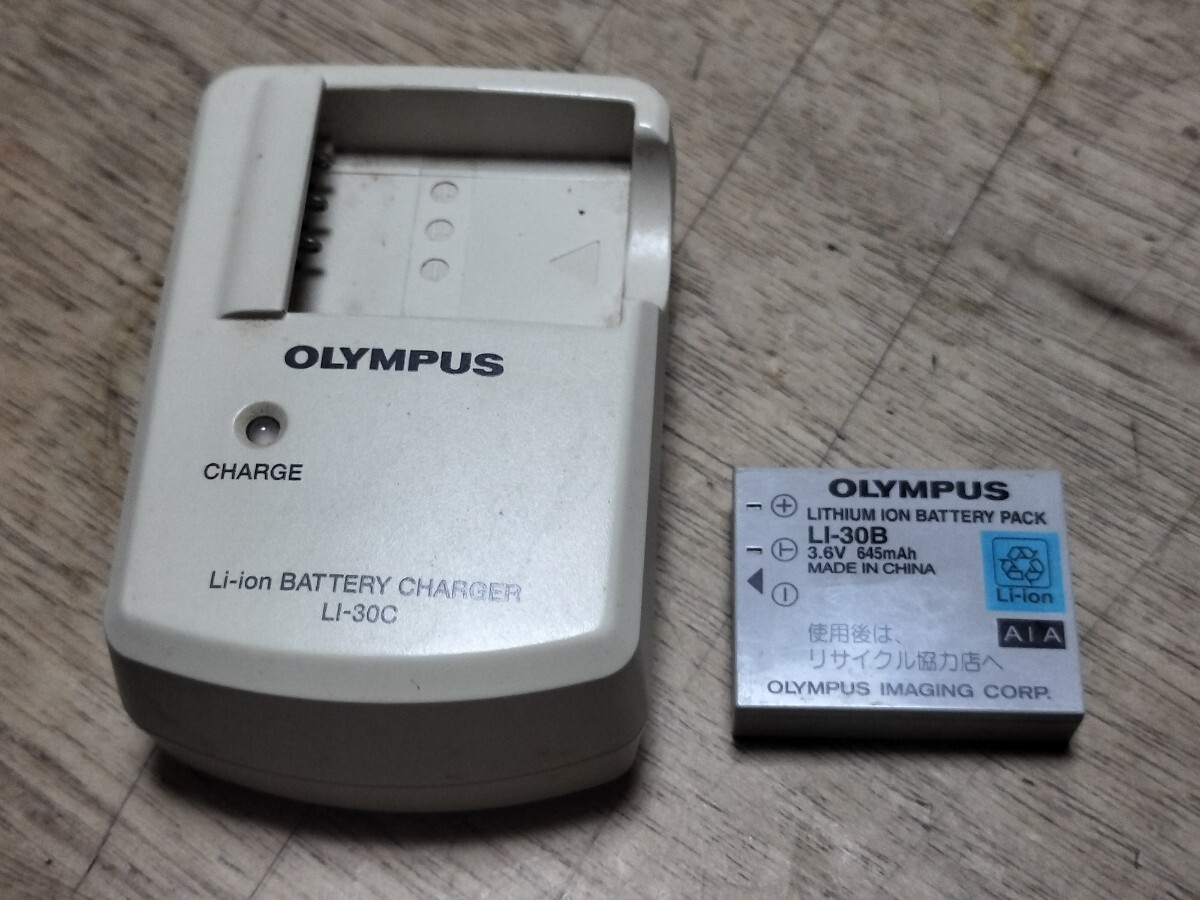 OLYMPUS
CHARGE
Li-ion BATTERY CHARGER
LI-30C
OLYMPUS
LITHIUM ION BATTERY PACK
LI-30B
3.6V 645mAh
MADE IN CHINA
Li-ion
AIA
使用後は、
リサイクル協力店へ
OLYMPUS IMAGING CORP.